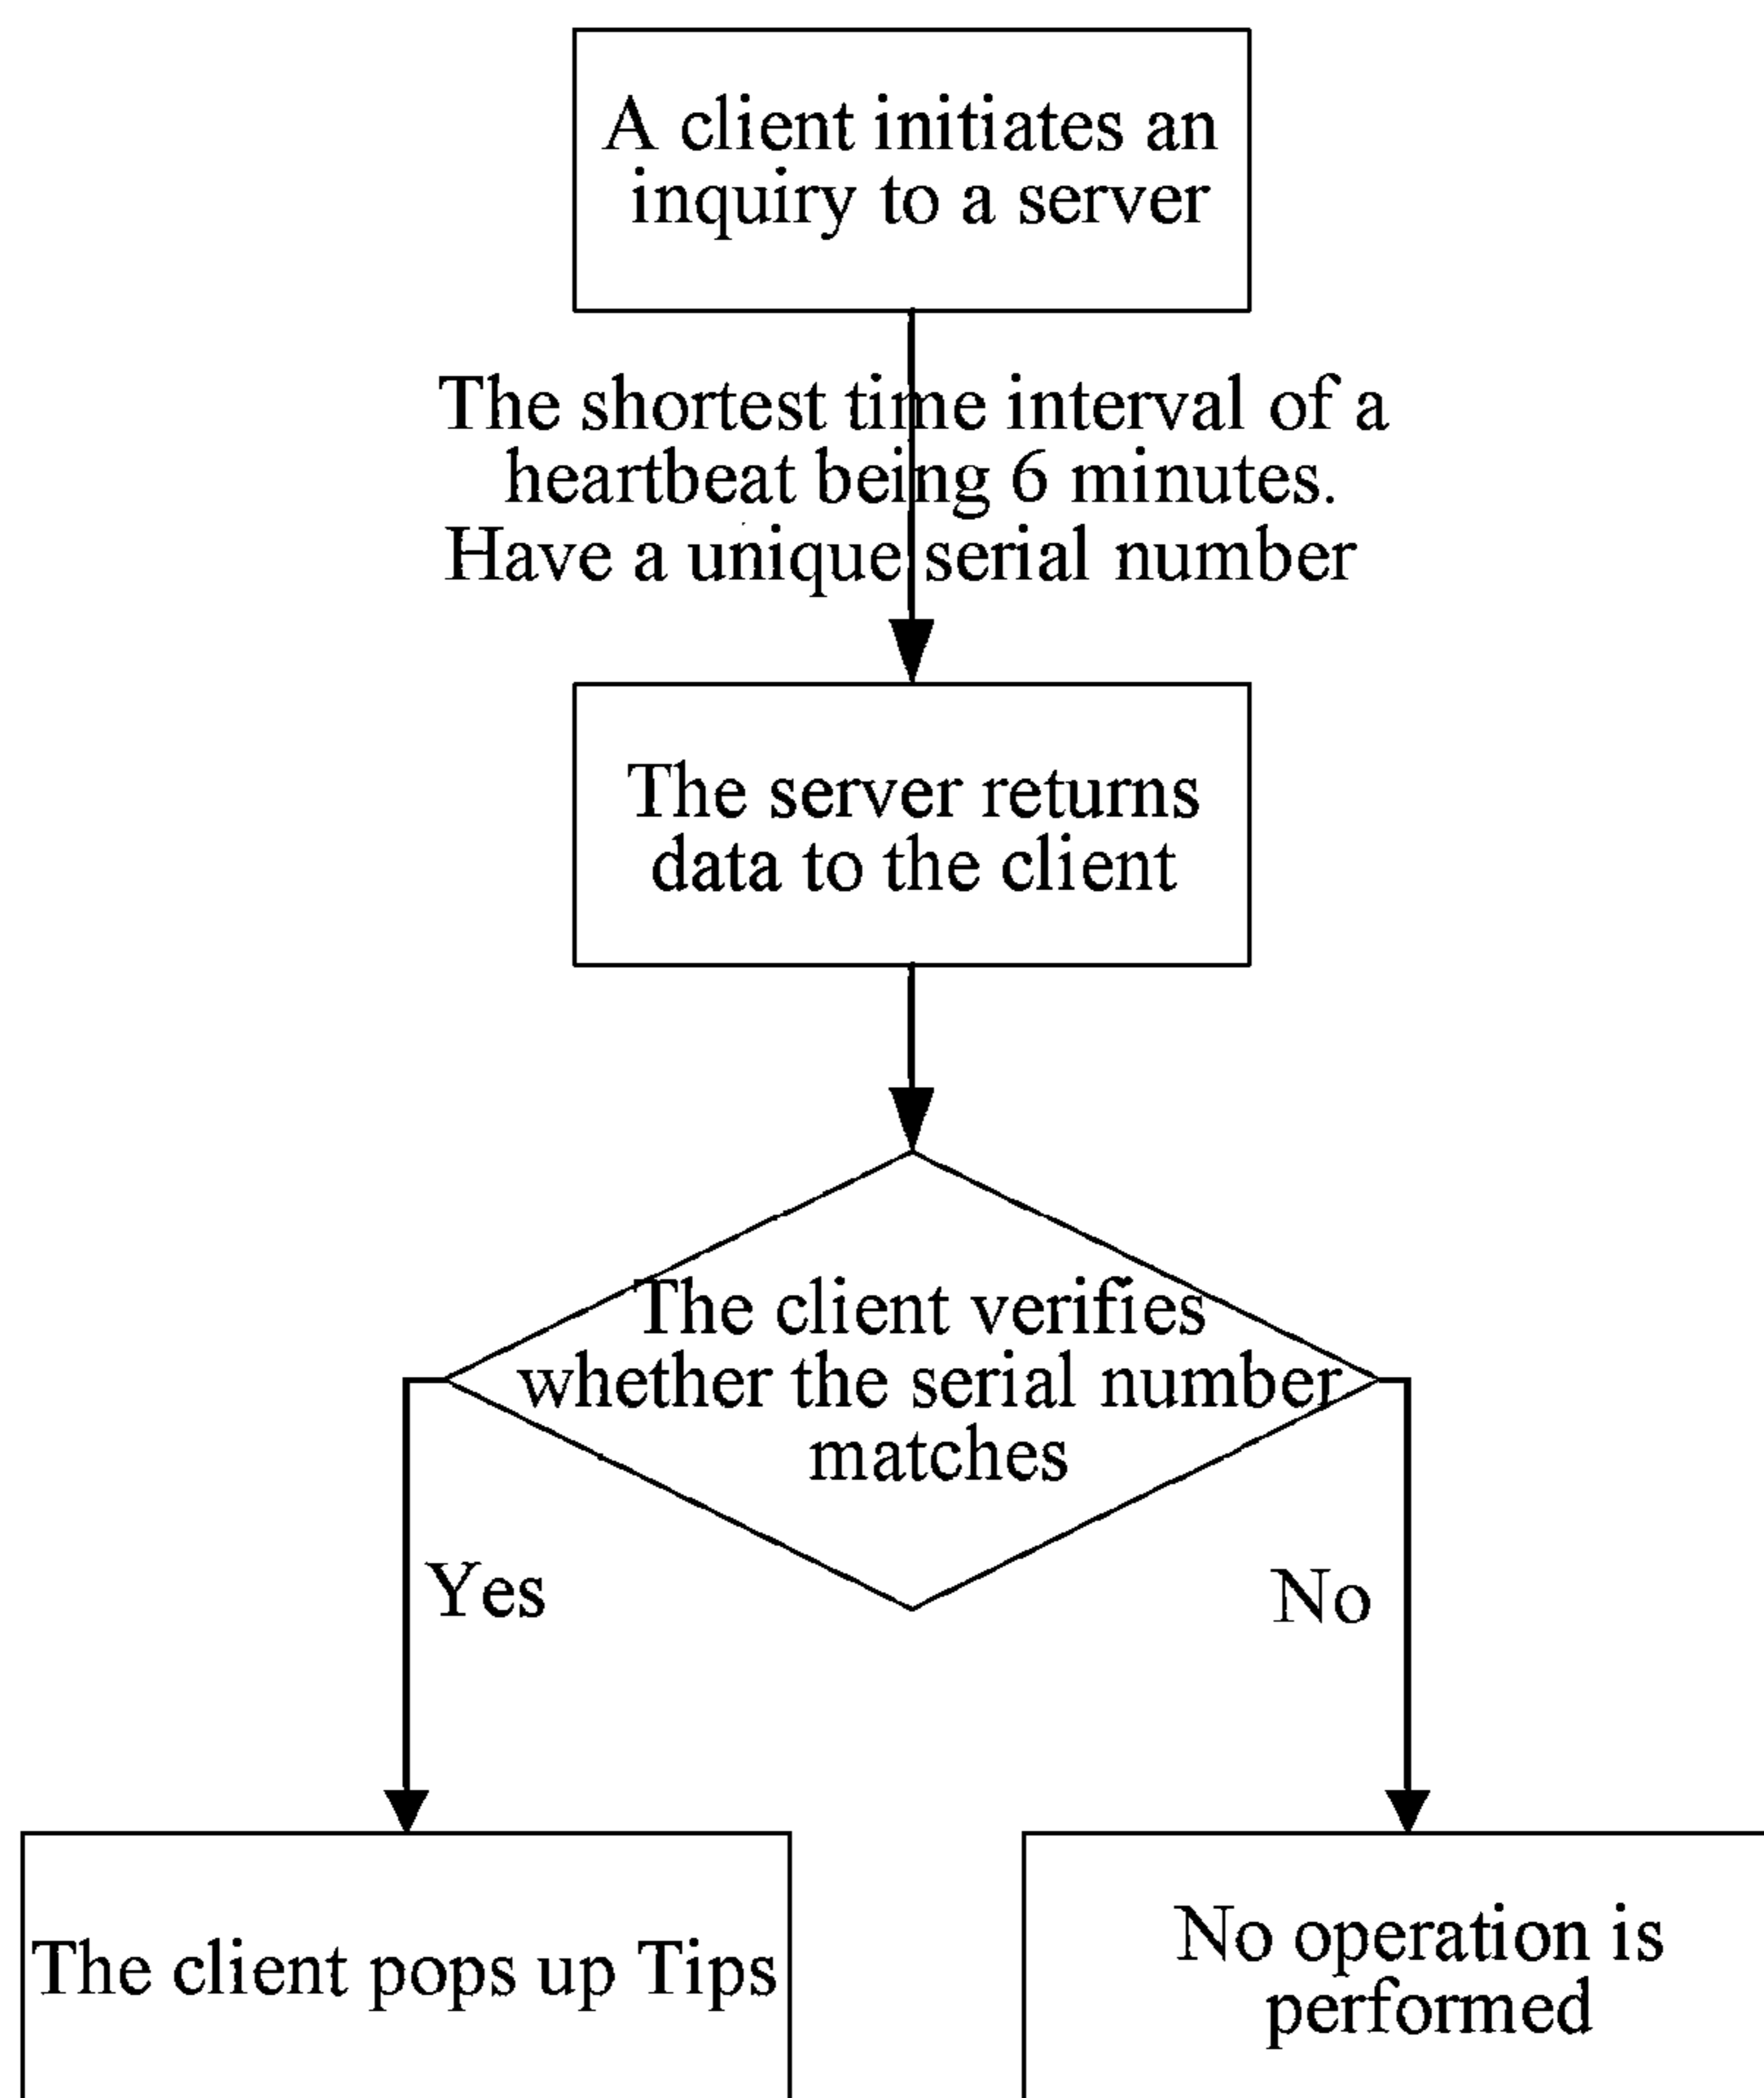 A client initiates an
inquiry to a server
The shortest time interval of a
heartbeat being 6 minutes.
Have a unique serial number
The server returns
data to the client
The client verifies
whether the serial number
matches
Yes
No
The client pops up Tips
No operation is
performed